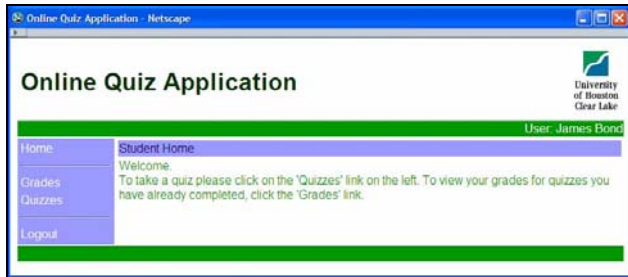 Online Quiz Application - Netscape
Online Quiz Application
University
of Houston
Clear Lake
User: James Bond
Home
Student Home
Welcome.
To take a quiz please click on the 'Quizzes' link on the left. To view your grades for quizzes you
have already completed, click the 'Grades' link.
Grades
Quizzes
Logout